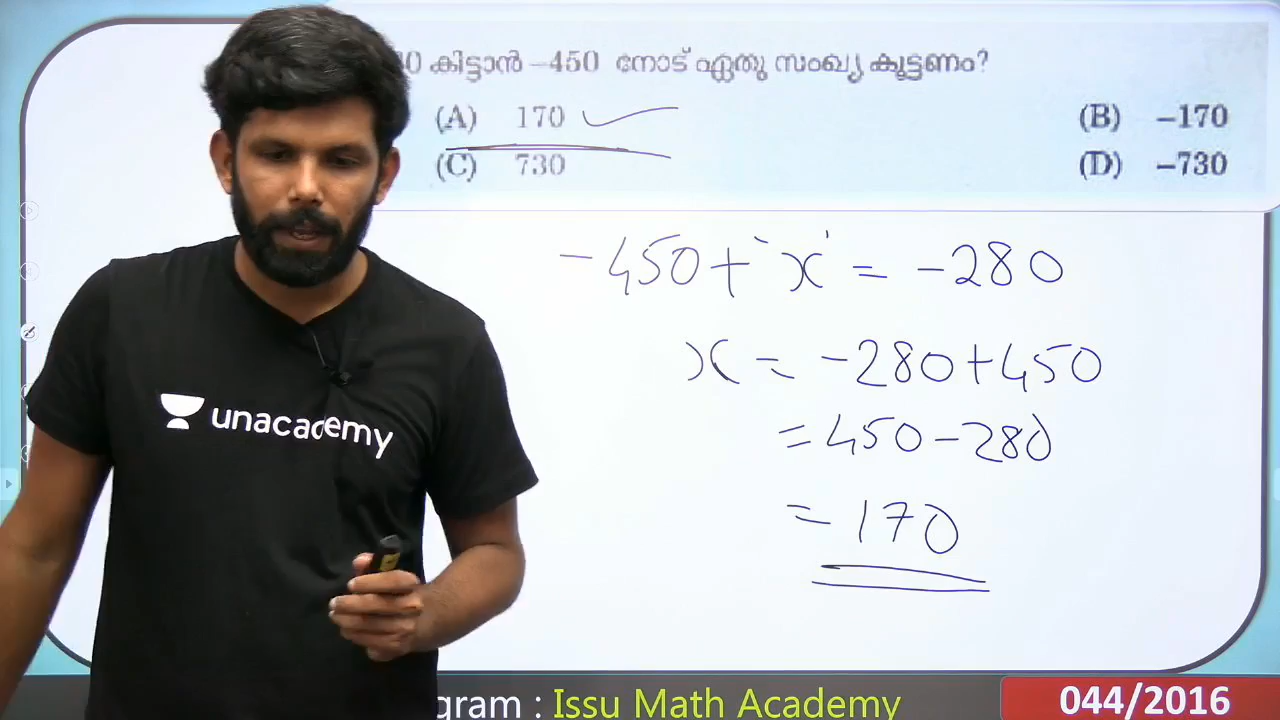 കിട്ടാൻ -450 നോട് ഏതു സംഖ്യ കൂട്ടണം?
(A) 170 (B) -170
(C) 730 (D) -730
-450 + x = -280
x = -280 + 450
= 450 - 280
= 170
unacademy
: Issu Math Academy
044/2016